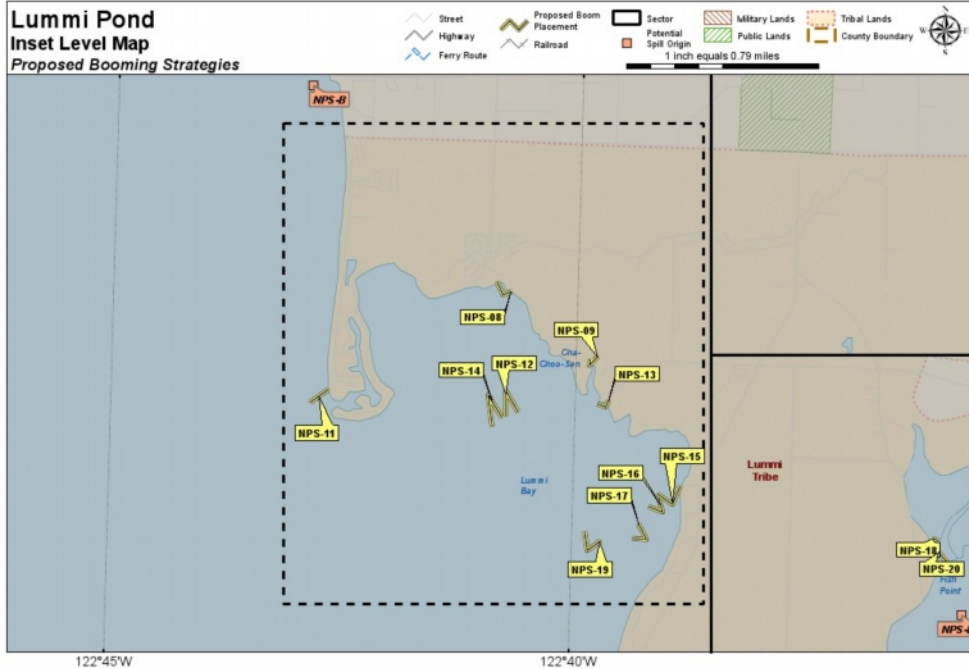 Lummi Pond
Inset Level Map
Proposed Booming Strategies
Street
Highway
Ferry Route
Proposed Boom
Placement
Railroad
Sector
Potential
Spill Origin
Military Lands
Public Lands
Tribal Lands
County Boundary
1 inch equals 0.79 miles
N
W
E
S
NPS-B
NPS-08
NPS-09
Cha-
Choo-Sen
NPS-12
NPS-14
NPS-13
NPS-11
NPS-15
NPS-16
Lummi
Tribe
Lummi
Bay
NPS-17
NPS-19
NPS-18
NPS-20
Fish
Point
122°45'W
122°40'W